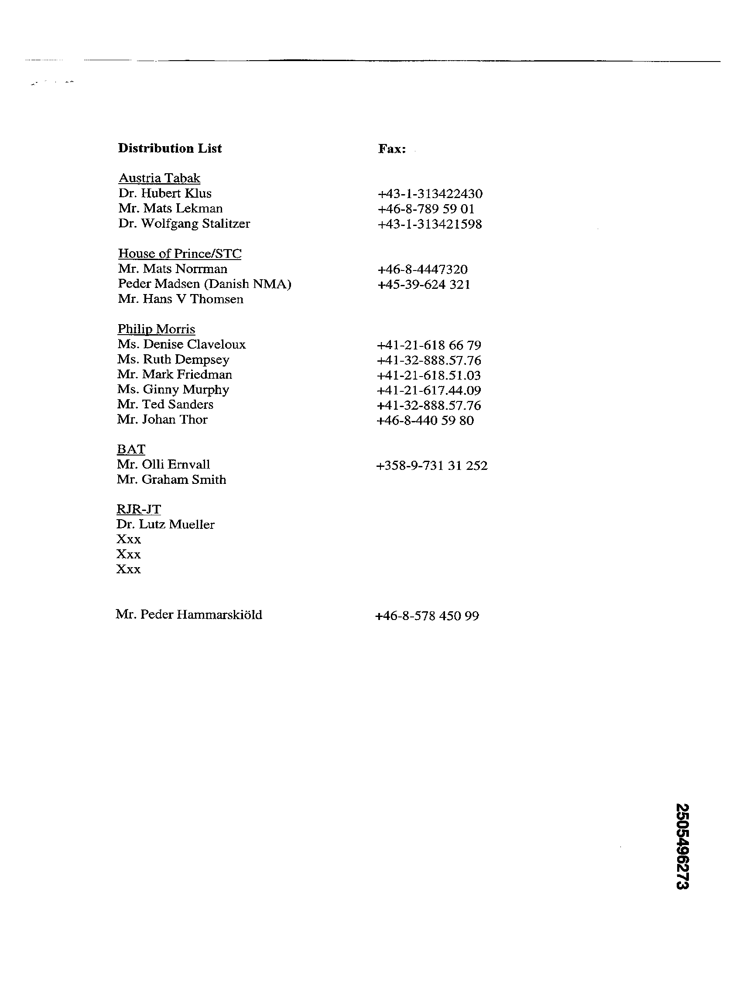 Distribution List Fax:
Austria Tabak
Dr. Hubert Klus +43-1-313422430
Mr. Mats Lekman +46-8-789 59 01
Dr. Wolfgang Stalitzer +43-1-313421598
House of Prince/STC
Mr. Mats Norrman +46-8-4447320
Peder Madsen (Danish NMA) +45-39-624 321
Mr. Hans V Thomsen
Philip Morris
Ms. Denise Claveloux +41-21-618 66 79
Ms. Ruth Dempsey +41-32-888.57.76
Mr. Mark Friedman +41-21-618.51.03
Ms. Ginny Murphy +41-21-617.44.09
Mr. Ted Sanders +41-32-888.57.76
Mr. Johan Thor +46-8-440 59 80
BAT
Mr. Olli Ernvall +358-9-731 31 252
Mr. Graham Smith
RJR-JT
Dr. Lutz Mueller
Xxx
Xxx
Xxx
Mr. Peder Hammarskiöld +46-8-578 450 99
2505496273